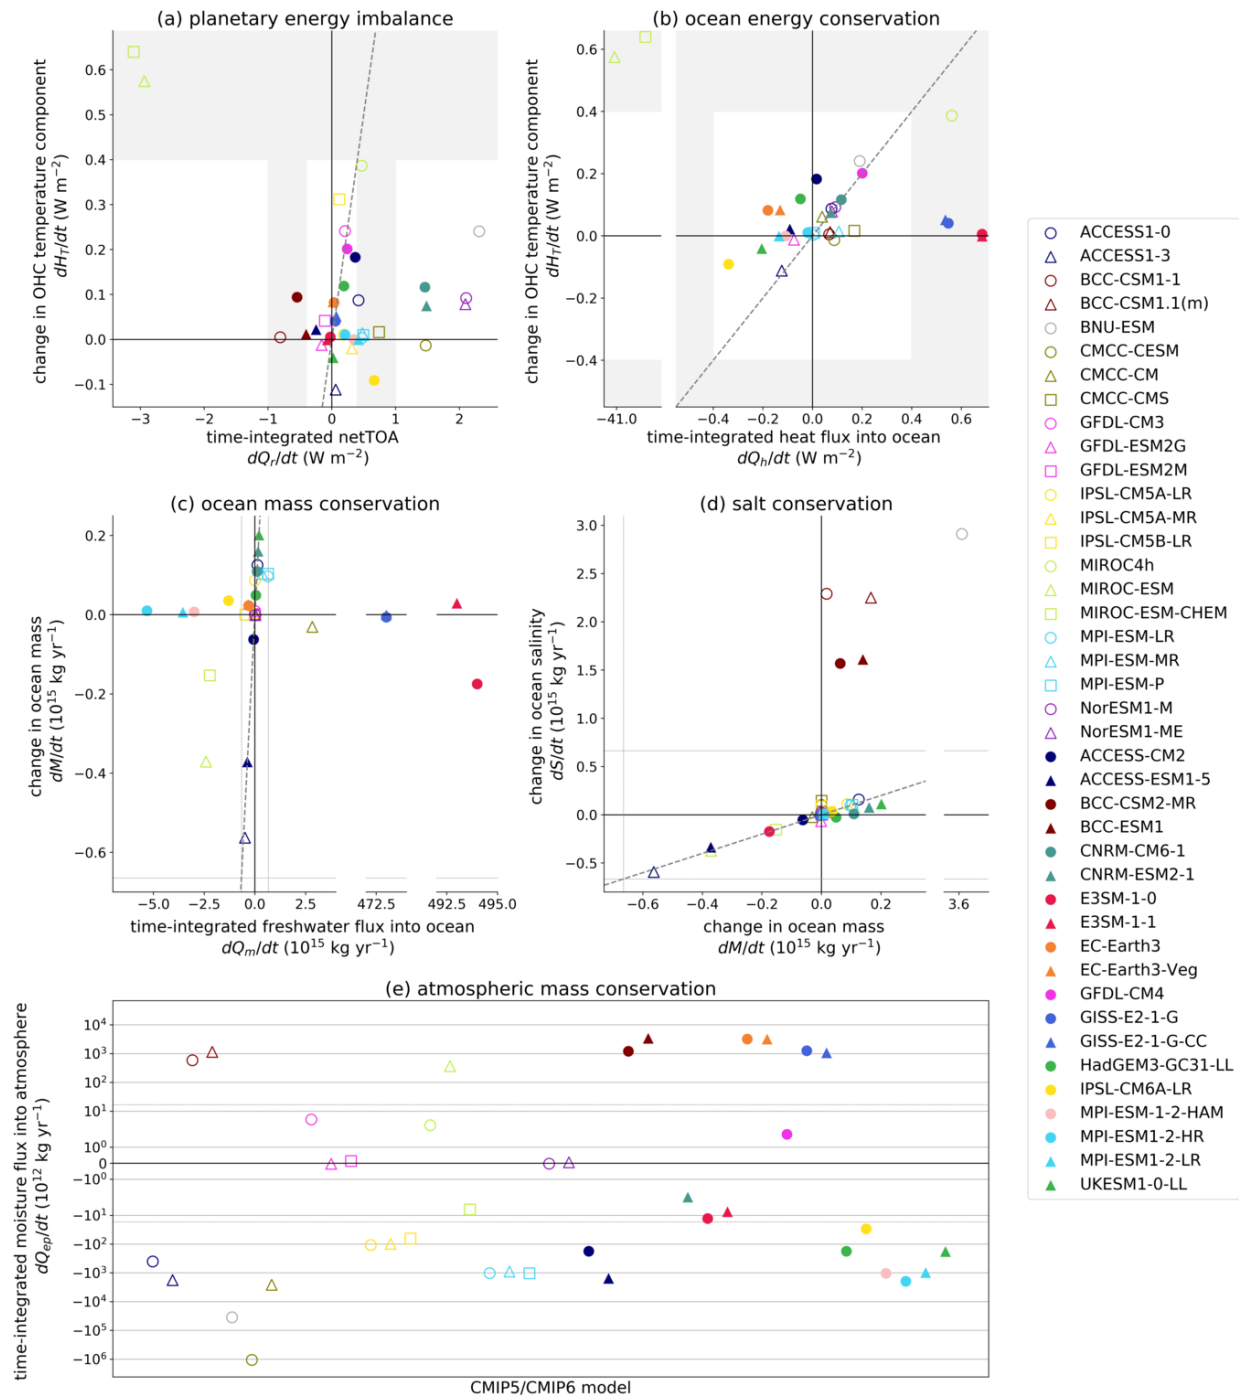 (a) planetary energy imbalance
change in OHC temperature component
dH_T/dt (W m⁻²)
0.6
0.5
0.4
0.3
0.2
0.1
0.0
−0.1
−3
−2
−1
0
1
2
time-integrated netTOA
dQ_r/dt (W m⁻²)
(b) ocean energy conservation
change in OHC temperature component
dH_T/dt (W m⁻²)
0.6
0.4
0.2
0.0
−0.2
−0.4
−41.0
−0.4
−0.2
0.0
0.2
0.4
0.6
time-integrated heat flux into ocean
dQ_h/dt (W m⁻²)
(c) ocean mass conservation
change in ocean mass
dM/dt (10¹⁵ kg yr⁻¹)
0.2
0.0
−0.2
−0.4
−0.6
−5.0
−2.5
0.0
2.5
472.5
492.5
495.0
time-integrated freshwater flux into ocean
dQ_m/dt (10¹⁵ kg yr⁻¹)
(d) salt conservation
change in ocean salinity
dS/dt (10¹⁵ kg yr⁻¹)
3.0
2.5
2.0
1.5
1.0
0.5
0.0
−0.5
−0.6
−0.4
−0.2
0.0
0.2
3.6
change in ocean mass
dM/dt (10¹⁵ kg yr⁻¹)
(e) atmospheric mass conservation
time-integrated moisture flux into atmosphere
dQ_ep/dt (10¹² kg yr⁻¹)
10⁴
10³
10²
10¹
10⁰
0
−10⁰
−10¹
−10²
−10³
−10⁴
−10⁵
−10⁶
CMIP5/CMIP6 model
ACCESS1-0
ACCESS1-3
BCC-CSM1-1
BCC-CSM1.1(m)
BNU-ESM
CMCC-CESM
CMCC-CM
CMCC-CMS
GFDL-CM3
GFDL-ESM2G
GFDL-ESM2M
IPSL-CM5A-LR
IPSL-CM5A-MR
IPSL-CM5B-LR
MIROC4h
MIROC-ESM
MIROC-ESM-CHEM
MPI-ESM-LR
MPI-ESM-MR
MPI-ESM-P
NorESM1-M
NorESM1-ME
ACCESS-CM2
ACCESS-ESM1-5
BCC-CSM2-MR
BCC-ESM1
CNRM-CM6-1
CNRM-ESM2-1
E3SM-1-0
E3SM-1-1
EC-Earth3
EC-Earth3-Veg
GFDL-CM4
GISS-E2-1-G
GISS-E2-1-G-CC
HadGEM3-GC31-LL
IPSL-CM6A-LR
MPI-ESM-1-2-HAM
MPI-ESM1-2-HR
MPI-ESM1-2-LR
UKESM1-0-LL